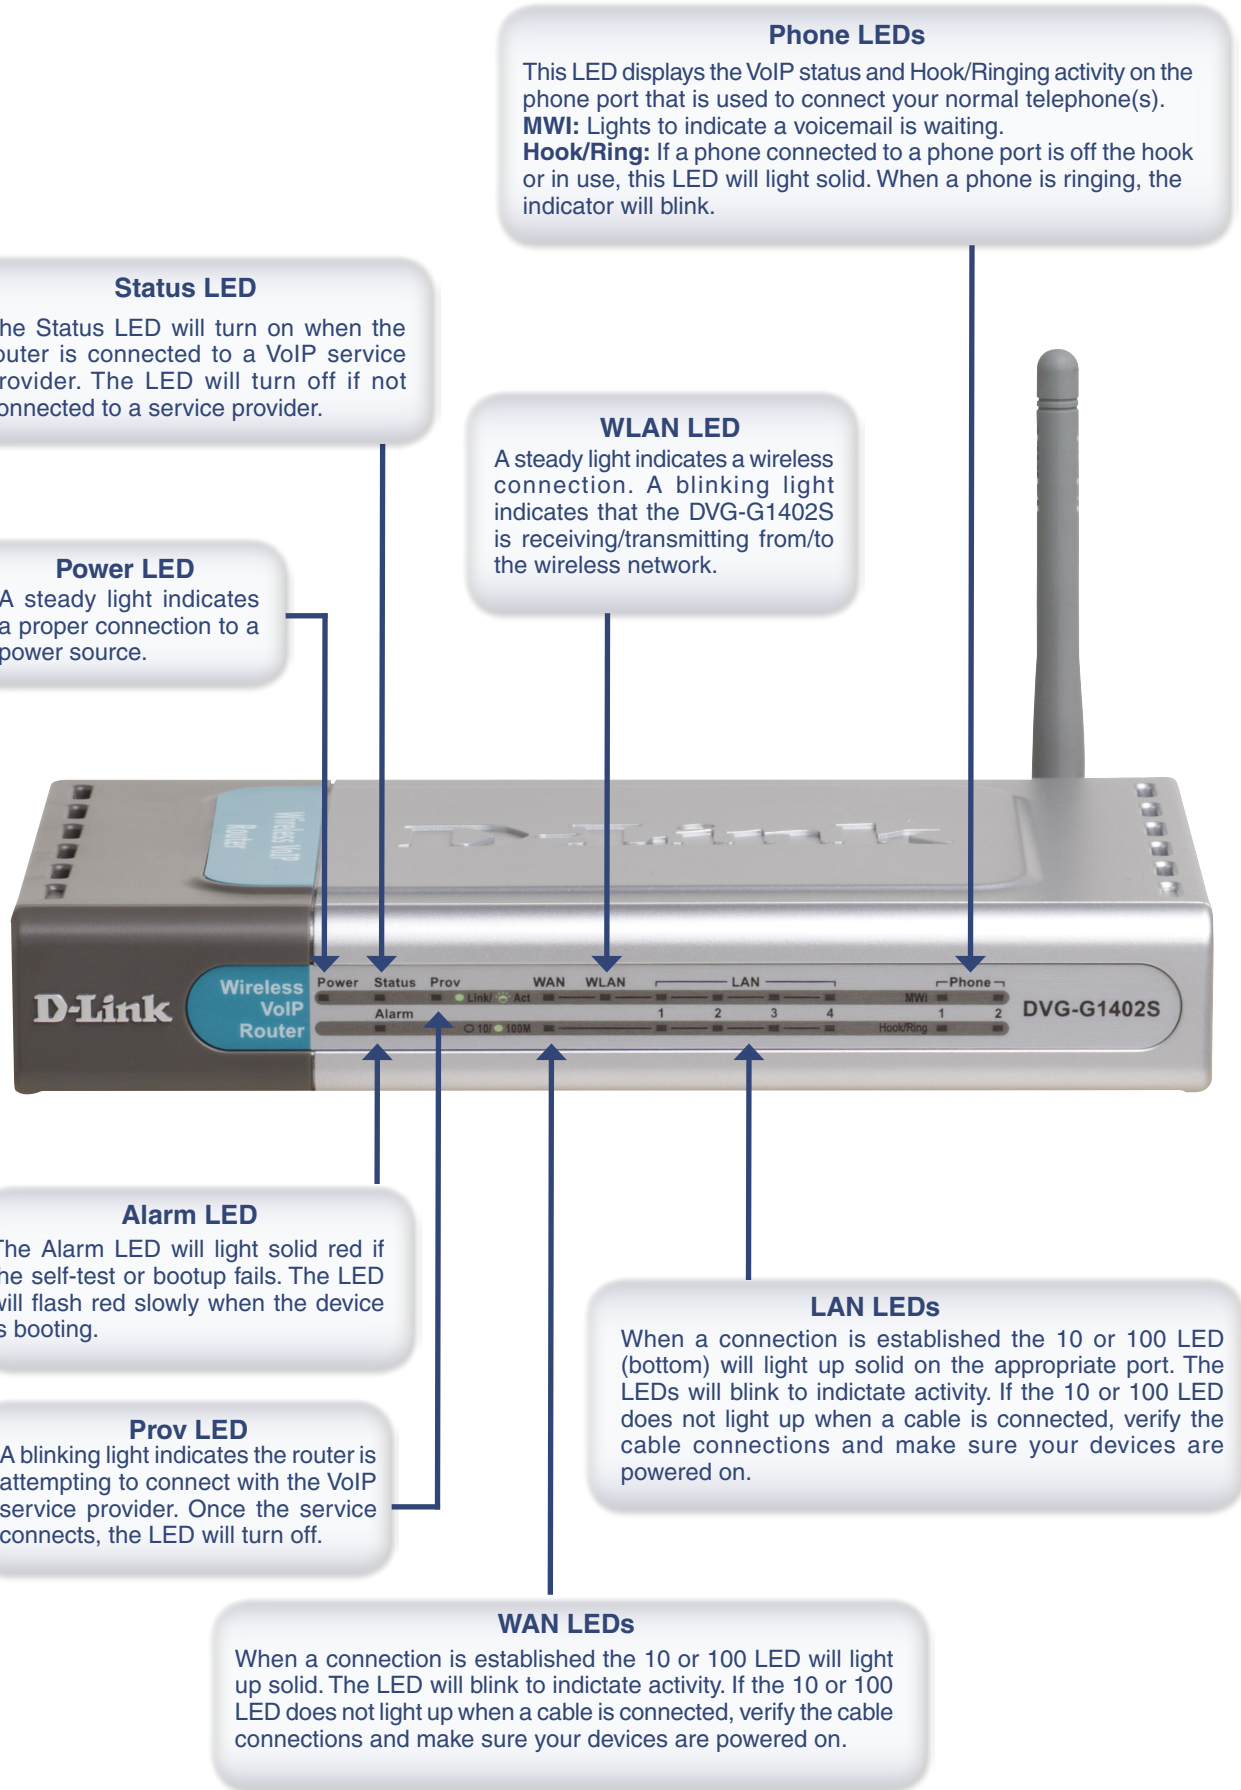 Phone LEDs
This LED displays the VoIP status and Hook/Ringing activity on the
phone port that is used to connect your normal telephone(s).
MWI: Lights to indicate a voicemail is waiting.
Hook/Ring: If a phone connected to a phone port is off the hook
or in use, this LED will light solid. When a phone is ringing, the
indicator will blink.
Status LED
he Status LED will turn on when the
outer is connected to a VoIP service
rovider. The LED will turn off if not
onnected to a service provider.
WLAN LED
A steady light indicates a wireless
connection. A blinking light
indicates that the DVG-G1402S
is receiving/transmitting from/to
the wireless network.
Power LED
A steady light indicates
a proper connection to a
power source.
Wireless VoIP
Router
D-Link
D-Link
Wireless
VoIP
Router
Power Status Prov WAN WLAN LAN Phone
Link/ Act MWI
Alarm 1 2 3 4 1 2
10/ 100M Hook/Ring
DVG-G1402S
Alarm LED
The Alarm LED will light solid red if
he self-test or bootup fails. The LED
will flash red slowly when the device
s booting.
LAN LEDs
When a connection is established the 10 or 100 LED
(bottom) will light up solid on the appropriate port. The
LEDs will blink to indictate activity. If the 10 or 100 LED
does not light up when a cable is connected, verify the
cable connections and make sure your devices are
powered on.
Prov LED
A blinking light indicates the router is
attempting to connect with the VoIP
service provider. Once the service
connects, the LED will turn off.
WAN LEDs
When a connection is established the 10 or 100 LED will light
up solid. The LED will blink to indictate activity. If the 10 or 100
LED does not light up when a cable is connected, verify the cable
connections and make sure your devices are powered on.